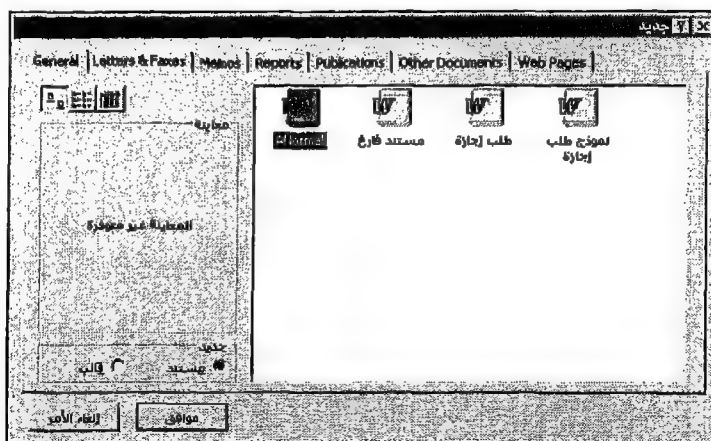 جديد
General Letters & Faxes Memos Reports Publications Other Documents Web Pages
معاينة
Normal
مستند فارغ
طلب إجازة
نموذج طلب
إجازة
المعاينة غير متوفرة
جديد
مستند
قالب
موافق
إلغاء الأمر